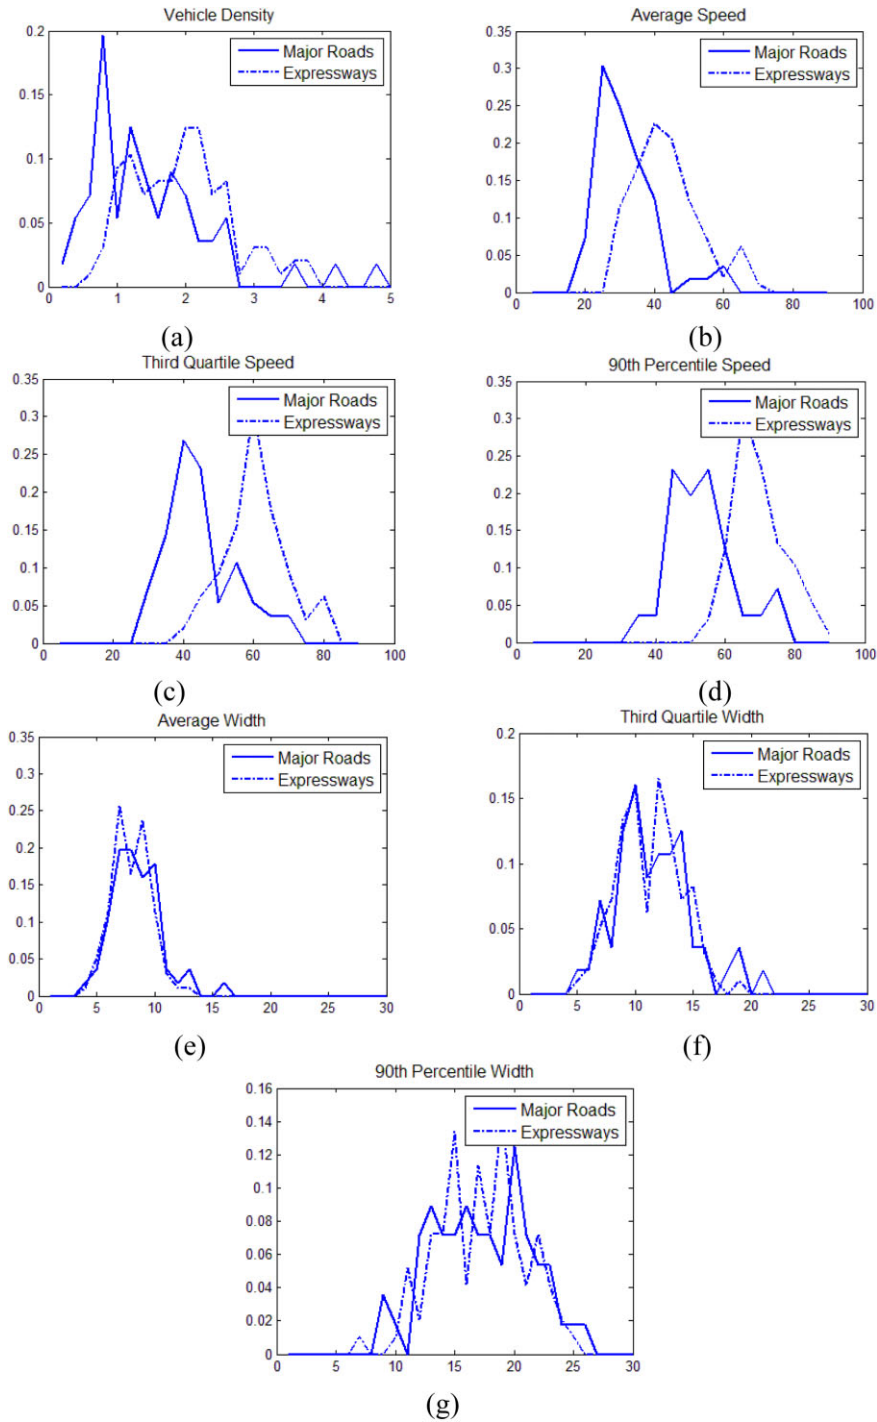 Vehicle Density
0.2
0.15
0.1
0.05
0
0 1 2 3 4 5
Major Roads
Expressways
(a)
Average Speed
0.35
0.3
0.25
0.2
0.15
0.1
0.05
0
0 20 40 60 80 100
Major Roads
Expressways
(b)
Third Quartile Speed
0.35
0.3
0.25
0.2
0.15
0.1
0.05
0
0 20 40 60 80 100
Major Roads
Expressways
(c)
90th Percentile Speed
0.35
0.3
0.25
0.2
0.15
0.1
0.05
0
0 20 40 60 80 100
Major Roads
Expressways
(d)
Average Width
0.35
0.3
0.25
0.2
0.15
0.1
0.05
0
0 5 10 15 20 25 30
Major Roads
Expressways
(e)
Third Quartile Width
0.2
0.15
0.1
0.05
0
0 5 10 15 20 25 30
Major Roads
Expressways
(f)
90th Percentile Width
0.16
0.14
0.12
0.1
0.08
0.06
0.04
0.02
0
0 5 10 15 20 25 30
Major Roads
Expressways
(g)